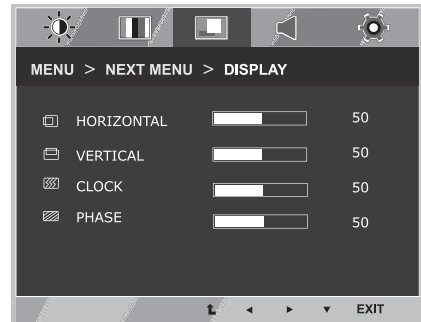 MENU > NEXT MENU > DISPLAY
HORIZONTAL 50
VERTICAL 50
CLOCK 50
PHASE 50
EXIT